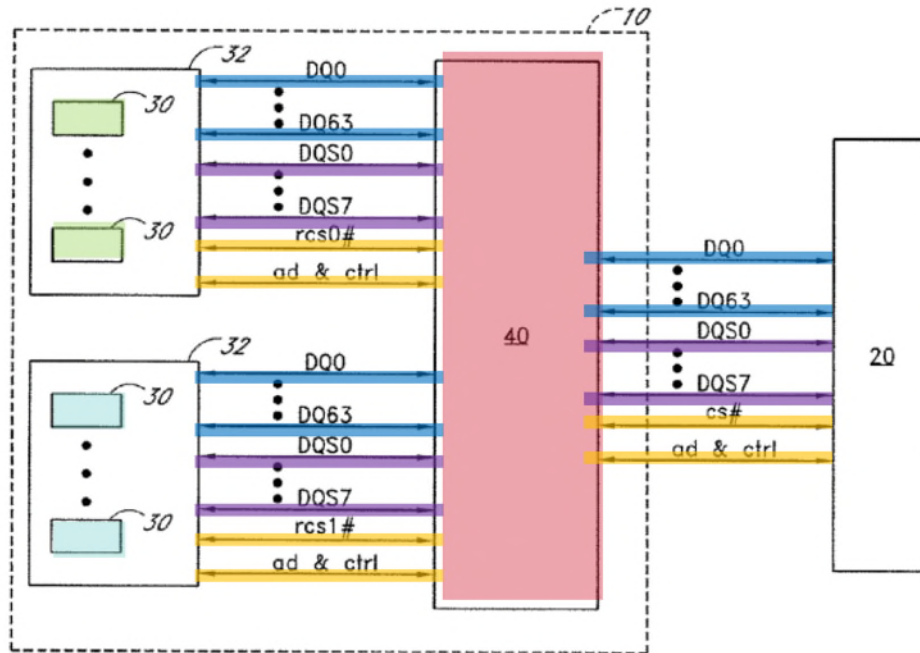 10
32
30
30
DQ0
DQ63
DQS0
DQS7
rcs0#
ad & ctrl
32
30
30
DQ0
DQ63
DQS0
DQS7
rcs1#
ad & ctrl
40
DQ0
DQ63
DQS0
DQS7
cs#
ad & ctrl
20